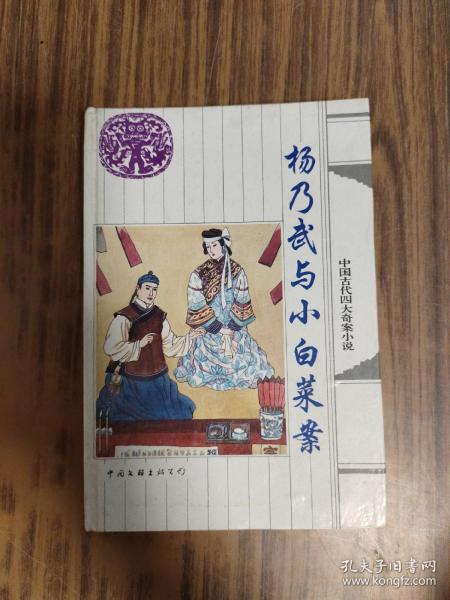 杨乃武与小白菜案
中国古代四大奇案小说
中国文联出版公司
孔夫子旧书网
www.kongfz.com